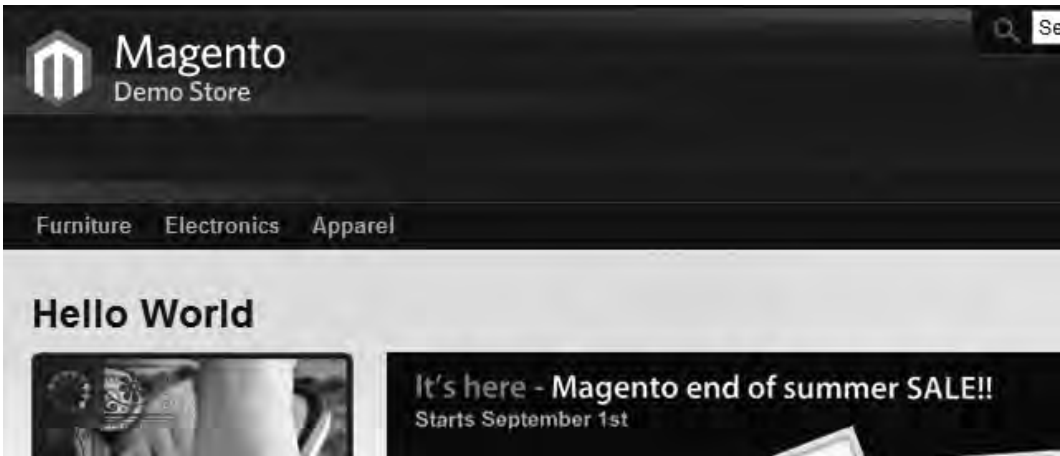 Magento
Demo Store
Se
Furniture Electronics Apparel
Hello World
It's here - Magento end of summer SALE!!
Starts September 1st